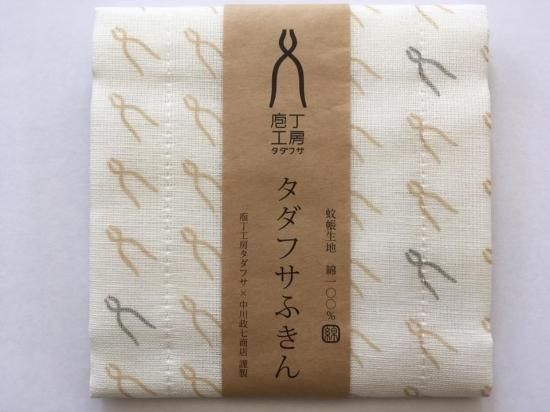 庖丁
工房
タダフサ
蚊帳生地 綿一〇〇%
綿
タダフサふきん
庖丁工房タダフサ×中川政七商店 謹製